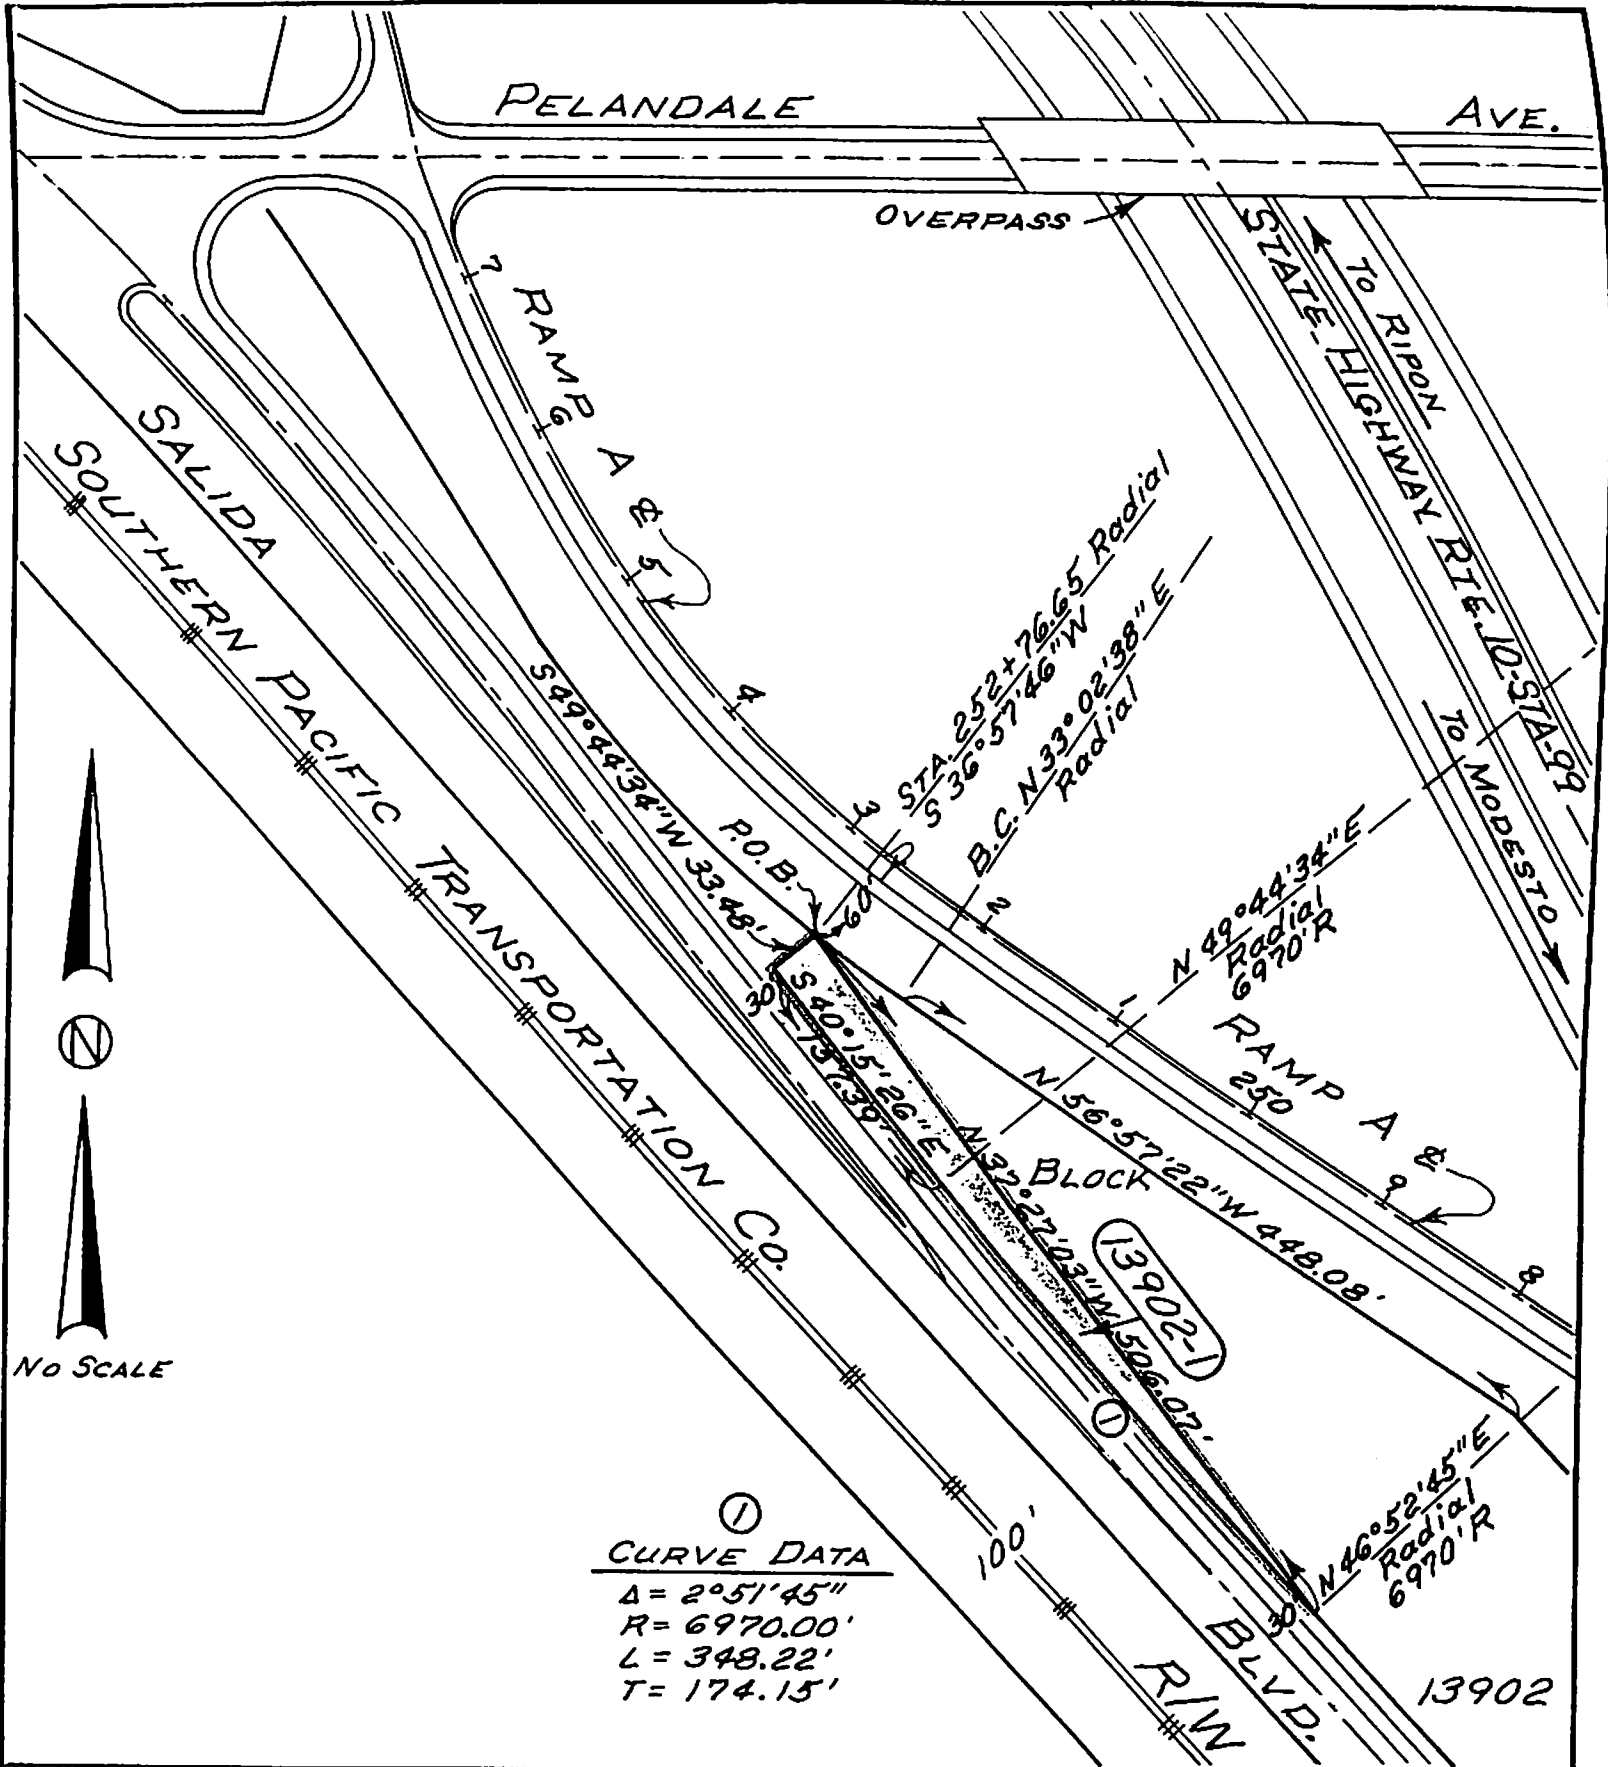 PELANDALE
AVE.
OVERPASS
STATE HIGHWAY RTE. 10-STA-99
TO RIPON
TO MODESTO
7
RAMP A ℄
6
5
4
3
2
1
250
9
8
SALIDA
SOUTHERN PACIFIC TRANSPORTATION CO.
S 49°44'34"W 33.48'
P.O.B.
60'
STA. 252+76.65 Radial
S 36°57'46"W
B.C. N 33°02'38"E
Radial
N 49°44'34"E
Radial
6970'R
RAMP A ℄
30'
S 40°15'26"E
157.39'
N 56°57'22"W 448.08'
N 37°27'03"W 506.07'
BLOCK
13902-1
1
N 46°52'45"E
Radial
6970'R
30'
N
NO SCALE
1
CURVE DATA
Δ = 2°51'45"
R = 6970.00'
L = 348.22'
T = 174.15'
100'
R/W
BLVD.
13902